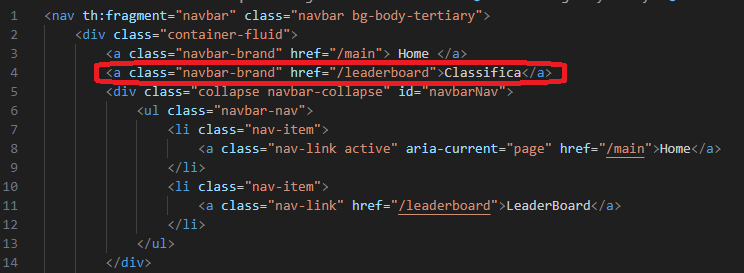 1 <nav th:fragment="navbar" class="navbar bg-body-tertiary">
2 <div class="container-fluid">
3 <a class="navbar-brand" href="/main"> Home </a>
4 <a class="navbar-brand" href="/leaderboard">Classifica</a>
5 <div class="collapse navbar-collapse" id="navbarNav">
6 <ul class="navbar-nav">
7 <li class="nav-item">
8 <a class="nav-link active" aria-current="page" href="/main">Home</a>
9 </li>
10 <li class="nav-item">
11 <a class="nav-link" href="/leaderboard">LeaderBoard</a>
12 </li>
13 </ul>
14 </div>